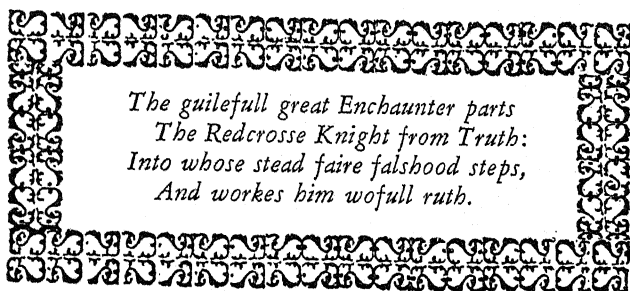 The guilefull great Enchaunter parts
The Redcrosse Knight from Truth:
Into whose stead faire falshood steps,
And workes him wofull ruth.